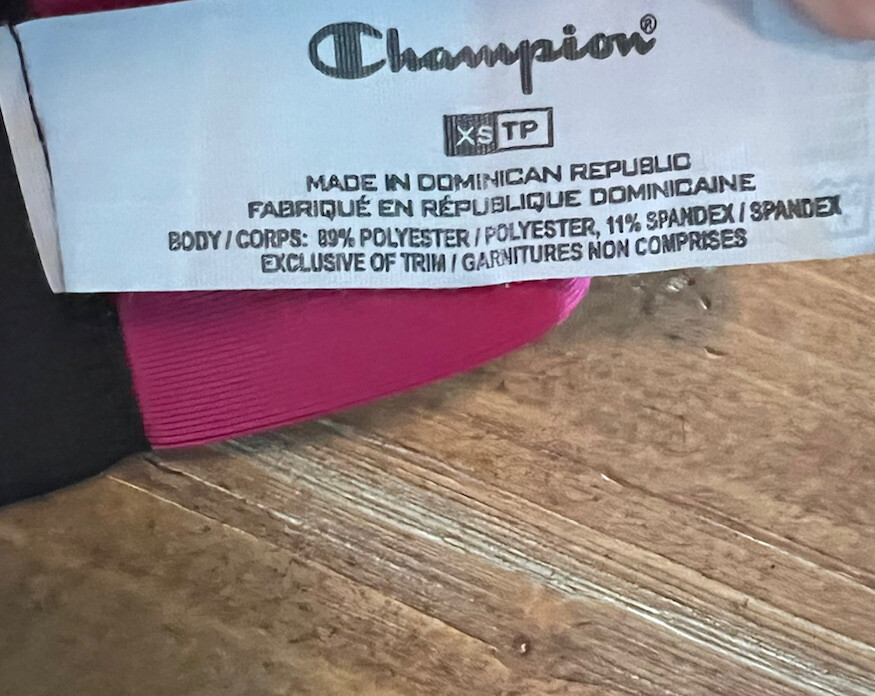 Champion®
XS TP
MADE IN DOMINICAN REPUBLIC
FABRIQUÉ EN RÉPUBLIQUE DOMINICAINE
BODY / CORPS: 89% POLYESTER / POLYESTER, 11% SPANDEX / SPANDEX
EXCLUSIVE OF TRIM / GARNITURES NON COMPRISES